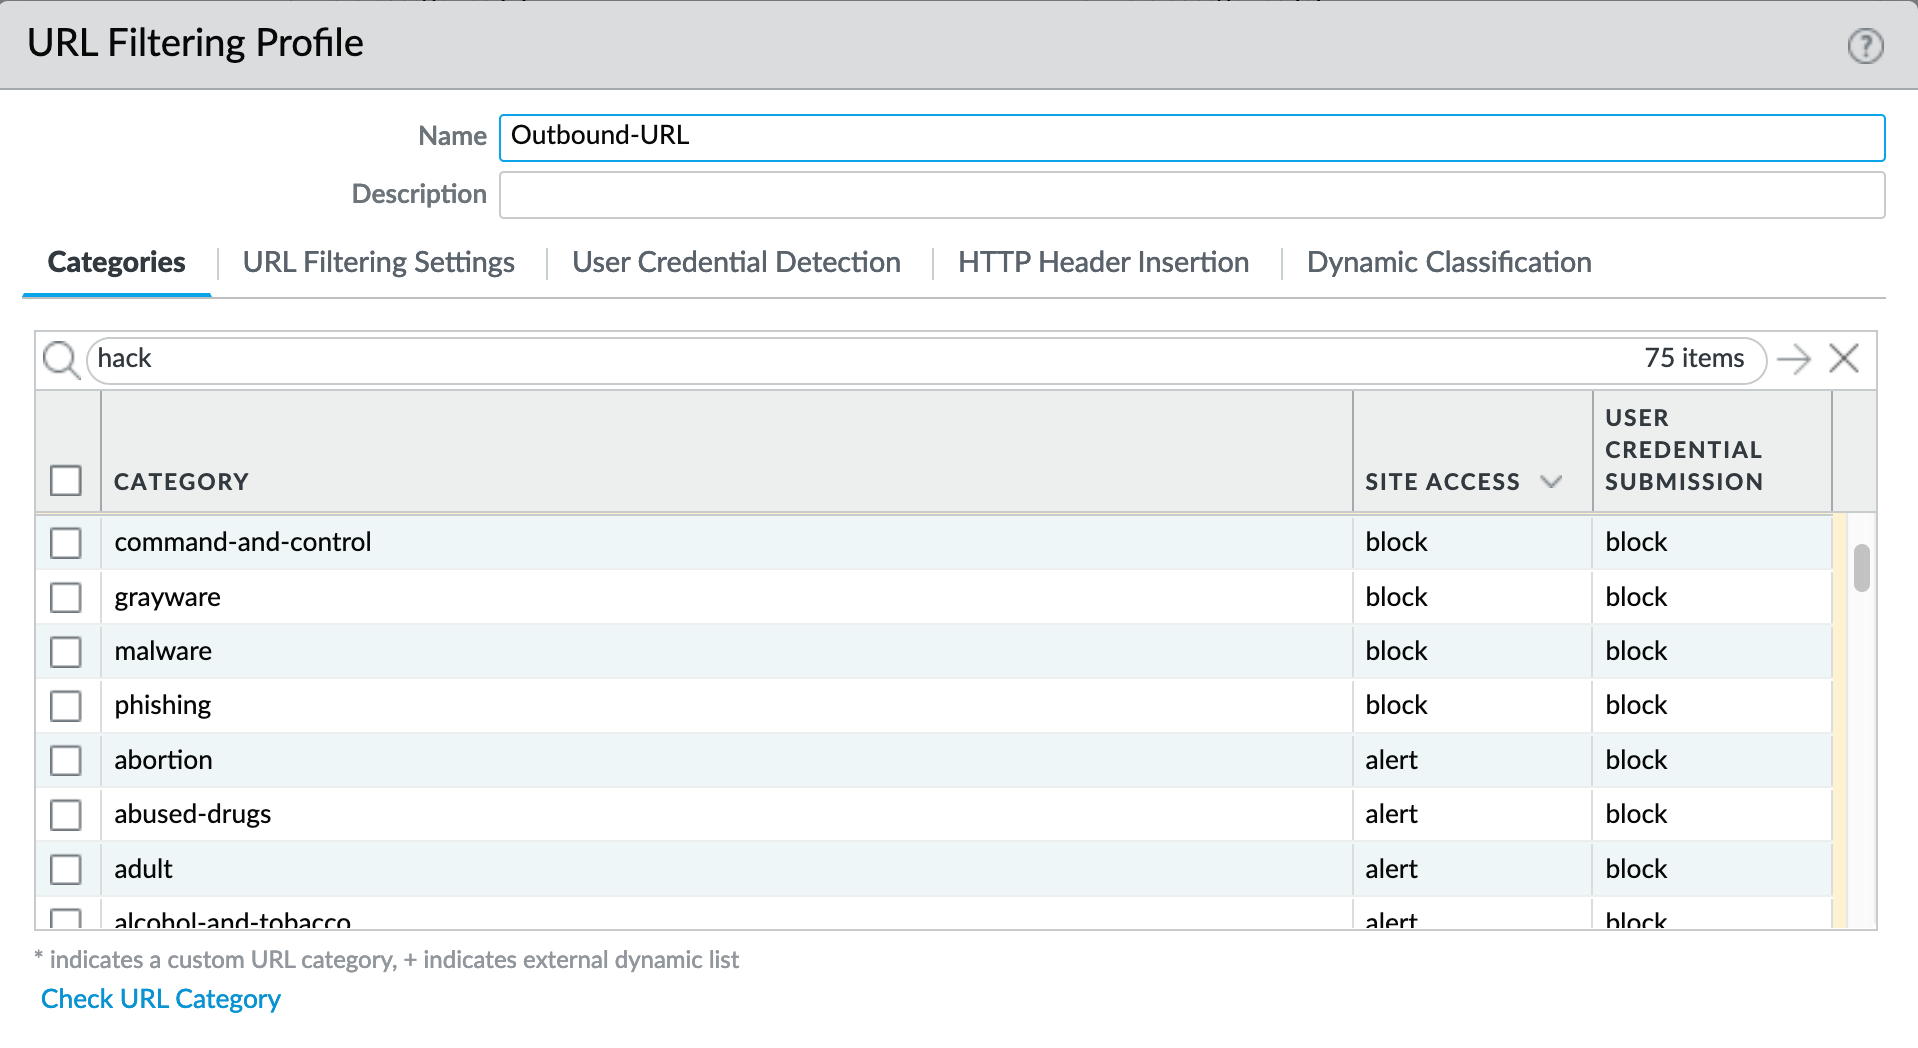 URL Filtering Profile
Name Outbound-URL
Description
Categories URL Filtering Settings User Credential Detection HTTP Header Insertion Dynamic Classification
hack 75 items
CATEGORY SITE ACCESS USER CREDENTIAL SUBMISSION
command-and-control block block
grayware block block
malware block block
phishing block block
abortion alert block
abused-drugs alert block
adult alert block
alcohol-and-tobacco alert block
* indicates a custom URL category, + indicates external dynamic list
Check URL Category